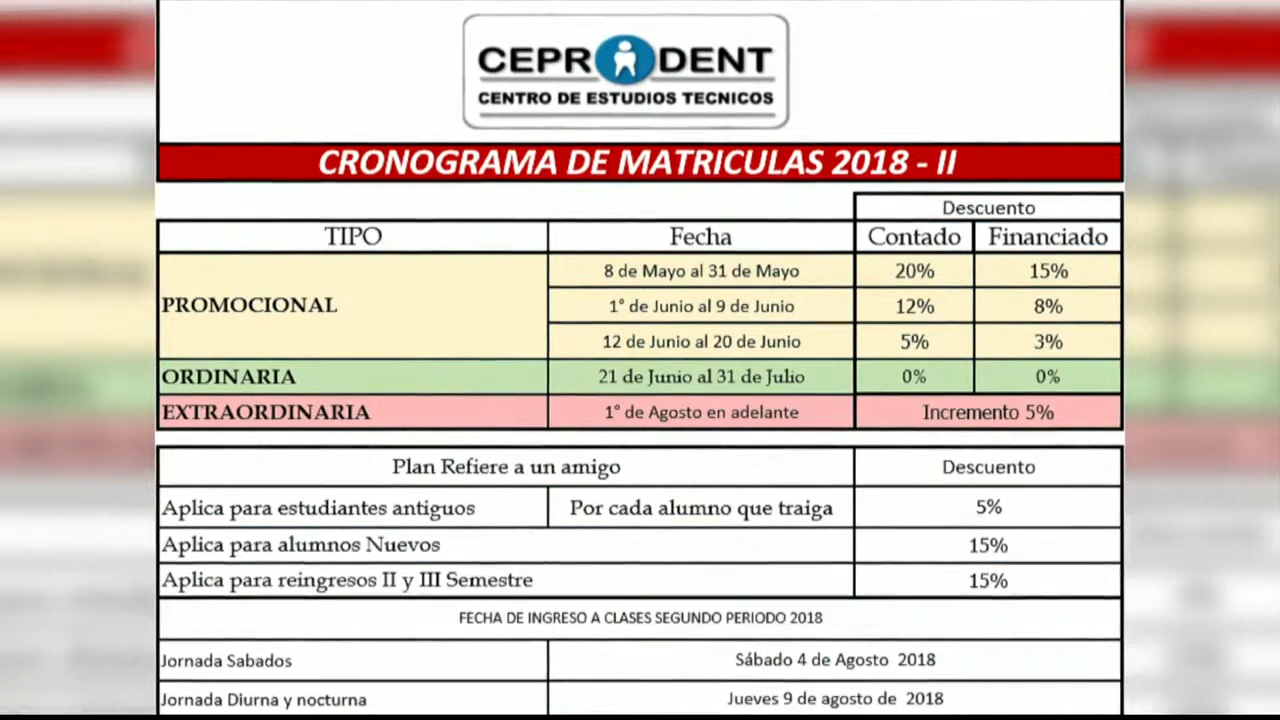 CEPRODENT
CENTRO DE ESTUDIOS TECNICOS
CRONOGRAMA DE MATRICULAS 2018 - II
Descuento
TIPO Fecha Contado Financiado
PROMOCIONAL
8 de Mayo al 31 de Mayo 20% 15%
1° de Junio al 9 de Junio 12% 8%
12 de Junio al 20 de Junio 5% 3%
ORDINARIA 21 de Junio al 31 de Julio 0% 0%
EXTRAORDINARIA 1° de Agosto en adelante Incremento 5%
Plan Refiere a un amigo Descuento
Aplica para estudiantes antiguos Por cada alumno que traiga 5%
Aplica para alumnos Nuevos 15%
Aplica para reingresos II y III Semestre 15%
FECHA DE INGRESO A CLASES SEGUNDO PERIODO 2018
Jornada Sabados Sábado 4 de Agosto 2018
Jornada Diurna y nocturna Jueves 9 de agosto de 2018